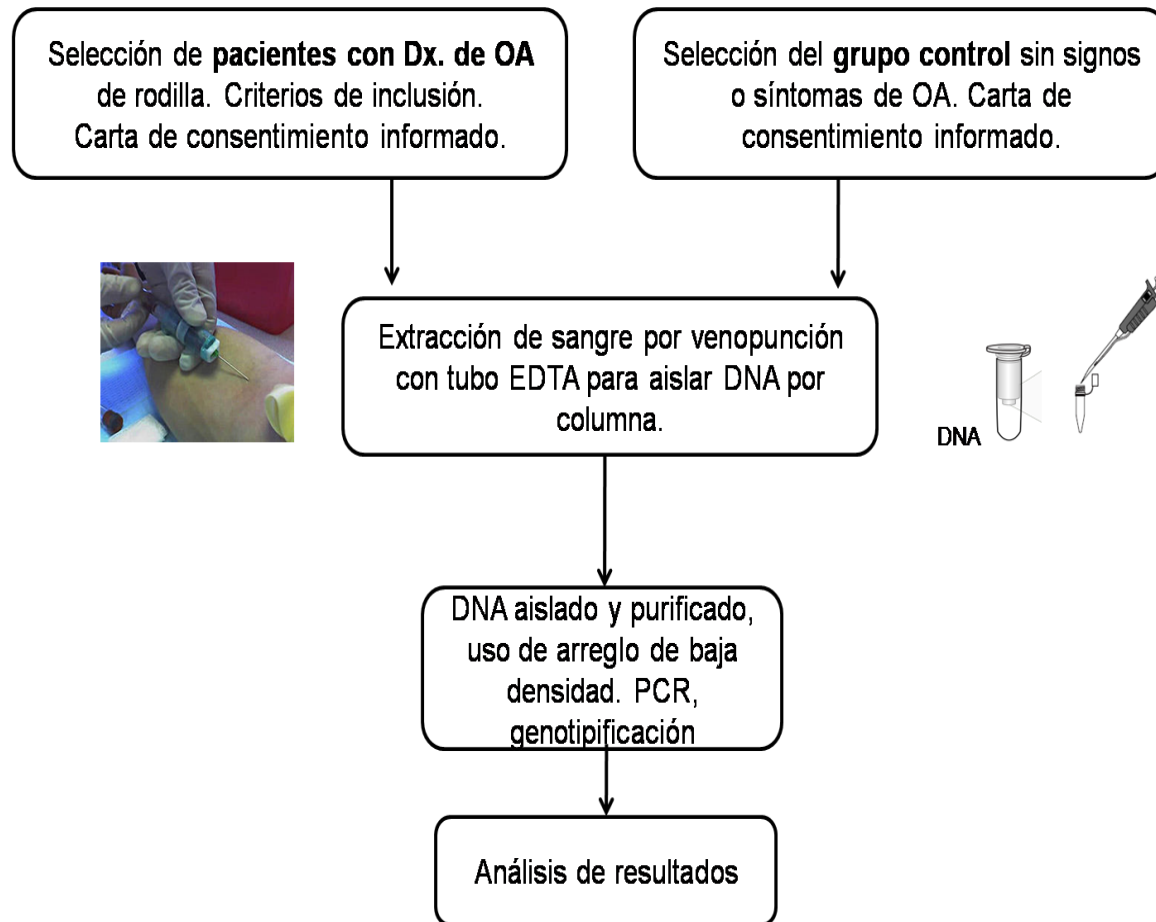 Selección de pacientes con Dx. de OA
de rodilla. Criterios de inclusión.
Carta de consentimiento informado.
Selección del grupo control sin signos
o síntomas de OA. Carta de
consentimiento informado.
Extracción de sangre por venopunción
con tubo EDTA para aislar DNA por
columna.
DNA
DNA aislado y purificado,
uso de arreglo de baja
densidad. PCR,
genotipificación
Análisis de resultados